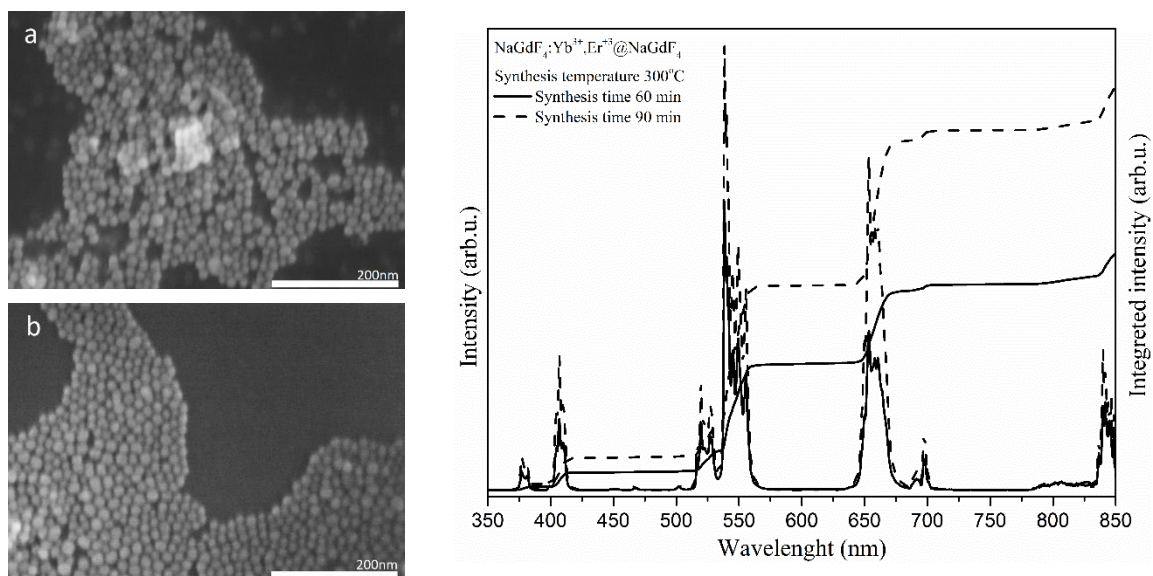 a
200nm
b
200nm
NaGdF₄:Yb³⁺,Er⁺³@NaGdF₄
Synthesis temperature 300°C
Synthesis time 60 min
Synthesis time 90 min
Intensity (arb.u.)
Integreted intensity (arb.u.)
350 400 450 500 550 600 650 700 750 800 850
Wavelenght (nm)